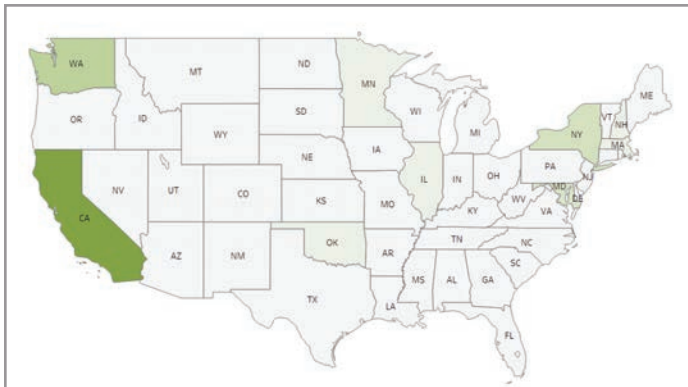 WA
MT
ND
MN
ME
VT
NH
OR
ID
SD
WI
MI
NY
MA
WY
IA
NE
PA
NJ
NV
UT
CO
IL
IN
OH
MD
DE
CA
KS
MO
KY
WV
VA
AZ
NM
OK
AR
TN
NC
TX
MS
AL
GA
SC
LA
FL